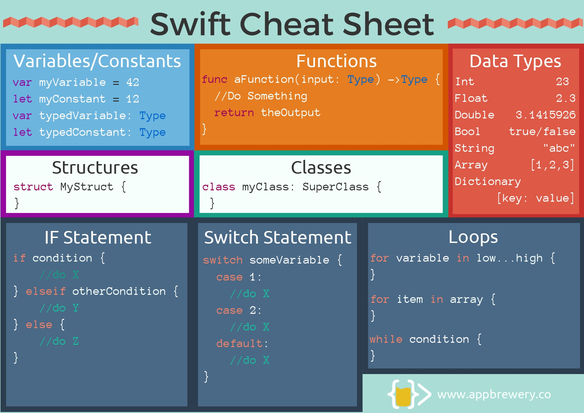 Swift Cheat Sheet
Variables/Constants
var myVariable = 42
let myConstant = 12
var typedVariable: Type
let typedConstant: Type
Functions
func aFunction(input: Type) ->Type {
//Do Something
return theOutput
}
Data Types
Int 23
Float 2.3
Double 3.1415926
Bool true/false
String "abc"
Array [1,2,3]
Dictionary
[key: value]
Structures
struct MyStruct {
}
Classes
class myClass: SuperClass {
}
IF Statement
if condition {
//do X
} elseif otherCondition {
//do Y
} else {
//do Z
}
Switch Statement
switch someVariable {
case 1:
//do X
case 2:
//do X
default:
//do X
}
Loops
for variable in low...high {
}
for item in array {
}
while condition {
}
www.appbrewery.co